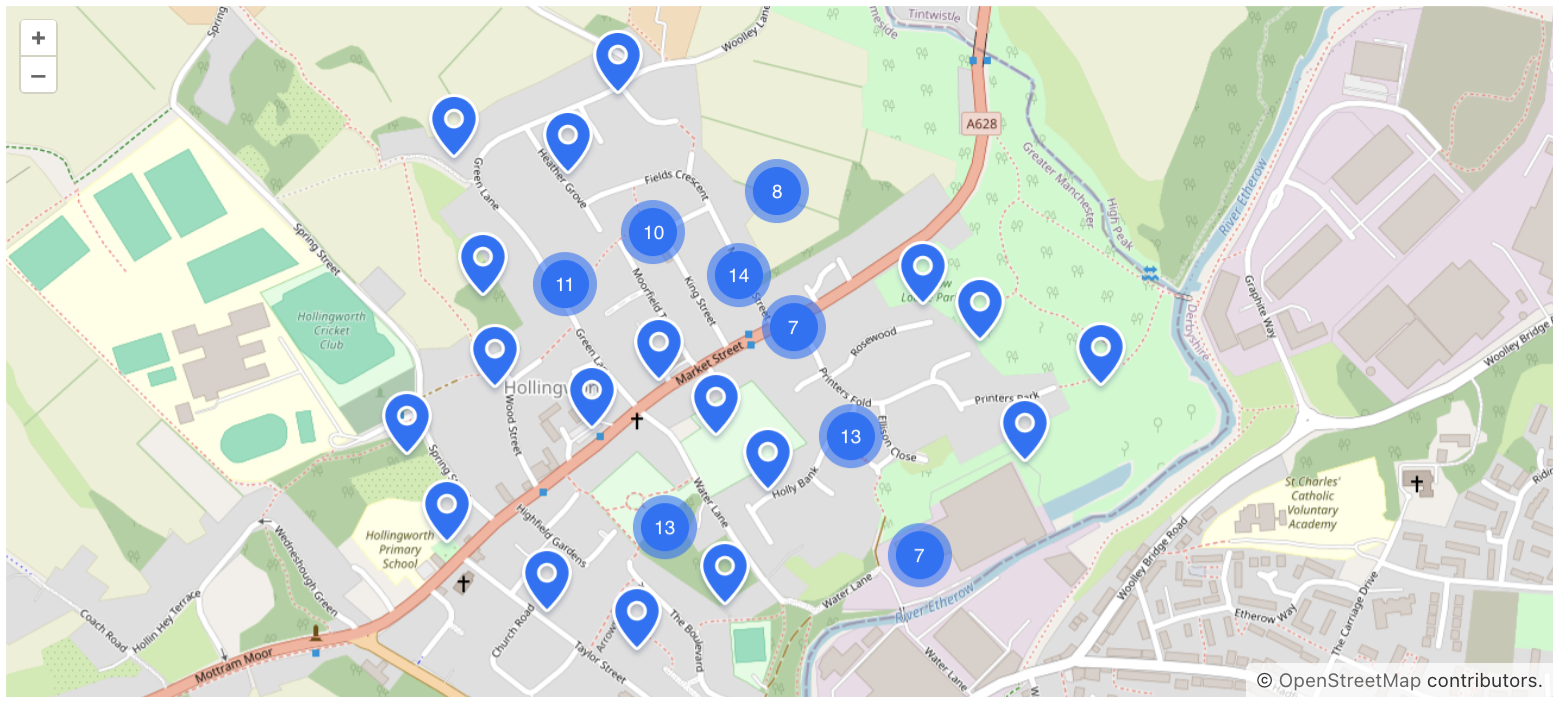 +
−
Spring
Woolley Lane
Tintwistle
meside
A628
Greater Manchester
High Peak
River Etherow
Derbyshire
Graphite Way
Woolley Bridge
Green Lane
Heather Grove
Fields Crescent
8
10
14
11
7
Spring Street
Hollingworth
Cricket
Club
Moorfield T
King Street
Street
Green La
Market Street
Rosewood
Printers Fold
Printers Park
Ellison Close
13
Holly Bank
Hollingwor
Wood Street
Spring S
Water Lane
13
7
Highfield Gardens
Hollingworth
Primary
School
Wedneshough Green
Hollin Hey Terrace
Coach Road
Mottram Moor
Church Road
Arrow
Taylor Street
The Boulevard
Water Lane
River Etherow
Water Lane
Woolley Bridge Road
St Charles'
Catholic
Voluntary
Academy
Etherow Way
The Carriage Drive
Ridin
W
© OpenStreetMap contributors.